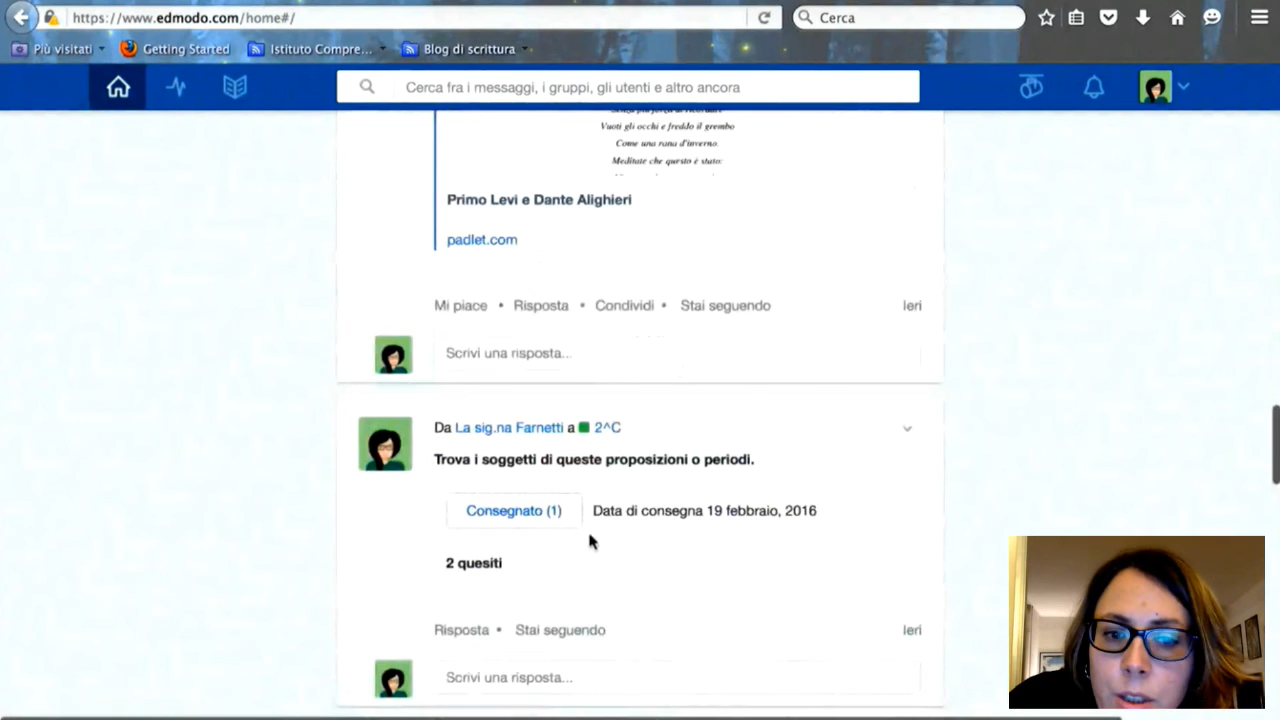 https://www.edmodo.com/home#/
Cerca
Più visitati
Getting Started
Istituto Compre...
Blog di scrittura
Cerca fra i messaggi, i gruppi, gli utenti e altro ancora
Vuoti gli occhi e freddo il grembo
Come una rana d'inverno.
Meditate che questo è stato:
Primo Levi e Dante Alighieri
padlet.com
Mi piace • Risposta • Condividi • Stai seguendo
Ieri
Scrivi una risposta...
Da La sig.na Farnetti a 2^C
Trova i soggetti di queste proposizioni o periodi.
Consegnato (1)
Data di consegna 19 febbraio, 2016
2 quesiti
Risposta • Stai seguendo
Ieri
Scrivi una risposta...